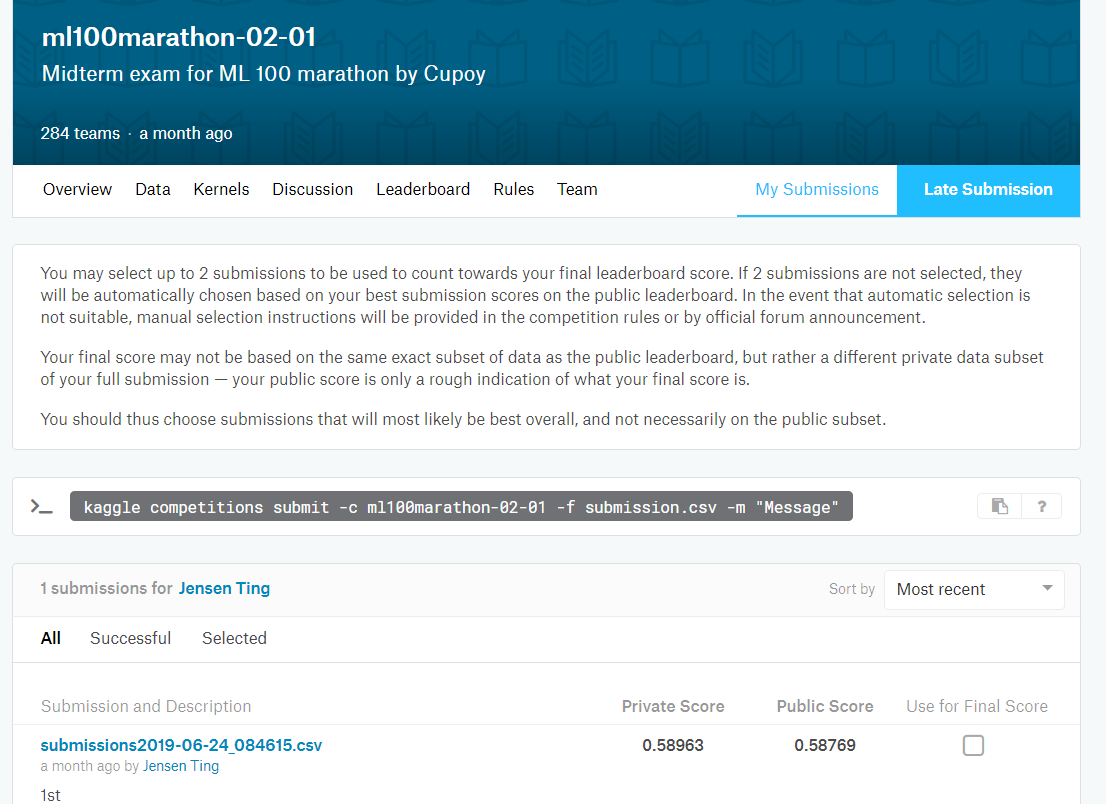 ml100marathon-02-01
Midterm exam for ML 100 marathon by Cupoy
284 teams · a month ago
Overview Data Kernels Discussion Leaderboard Rules Team My Submissions Late Submission
You may select up to 2 submissions to be used to count towards your final leaderboard score. If 2 submissions are not selected, they
will be automatically chosen based on your best submission scores on the public leaderboard. In the event that automatic selection is
not suitable, manual selection instructions will be provided in the competition rules or by official forum announcement.
Your final score may not be based on the same exact subset of data as the public leaderboard, but rather a different private data subset
of your full submission — your public score is only a rough indication of what your final score is.
You should thus choose submissions that will most likely be best overall, and not necessarily on the public subset.
>_ kaggle competitions submit -c ml100marathon-02-01 -f submission.csv -m "Message" ?
1 submissions for Jensen Ting Sort by Most recent
All Successful Selected
Submission and Description Private Score Public Score Use for Final Score
submissions2019-06-24_084615.csv 0.58963 0.58769
a month ago by Jensen Ting
1st